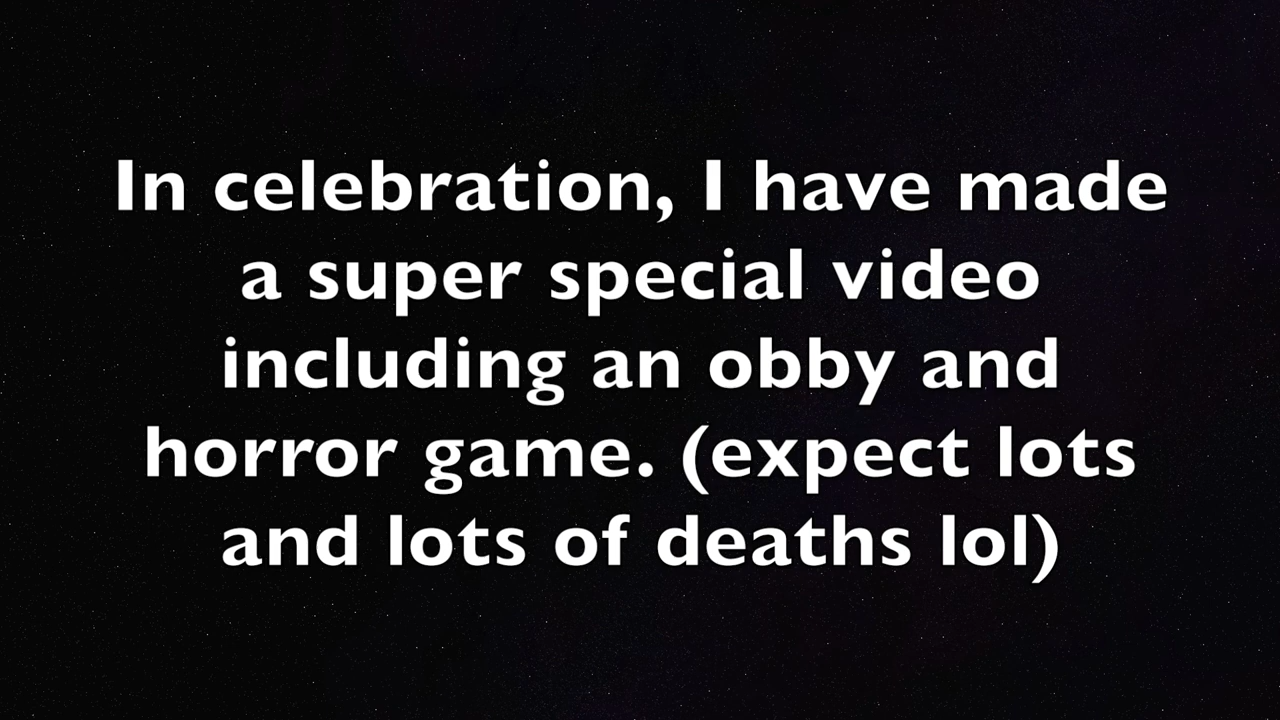 In celebration, I have made
a super special video
including an obby and
horror game. (expect lots
and lots of deaths lol)